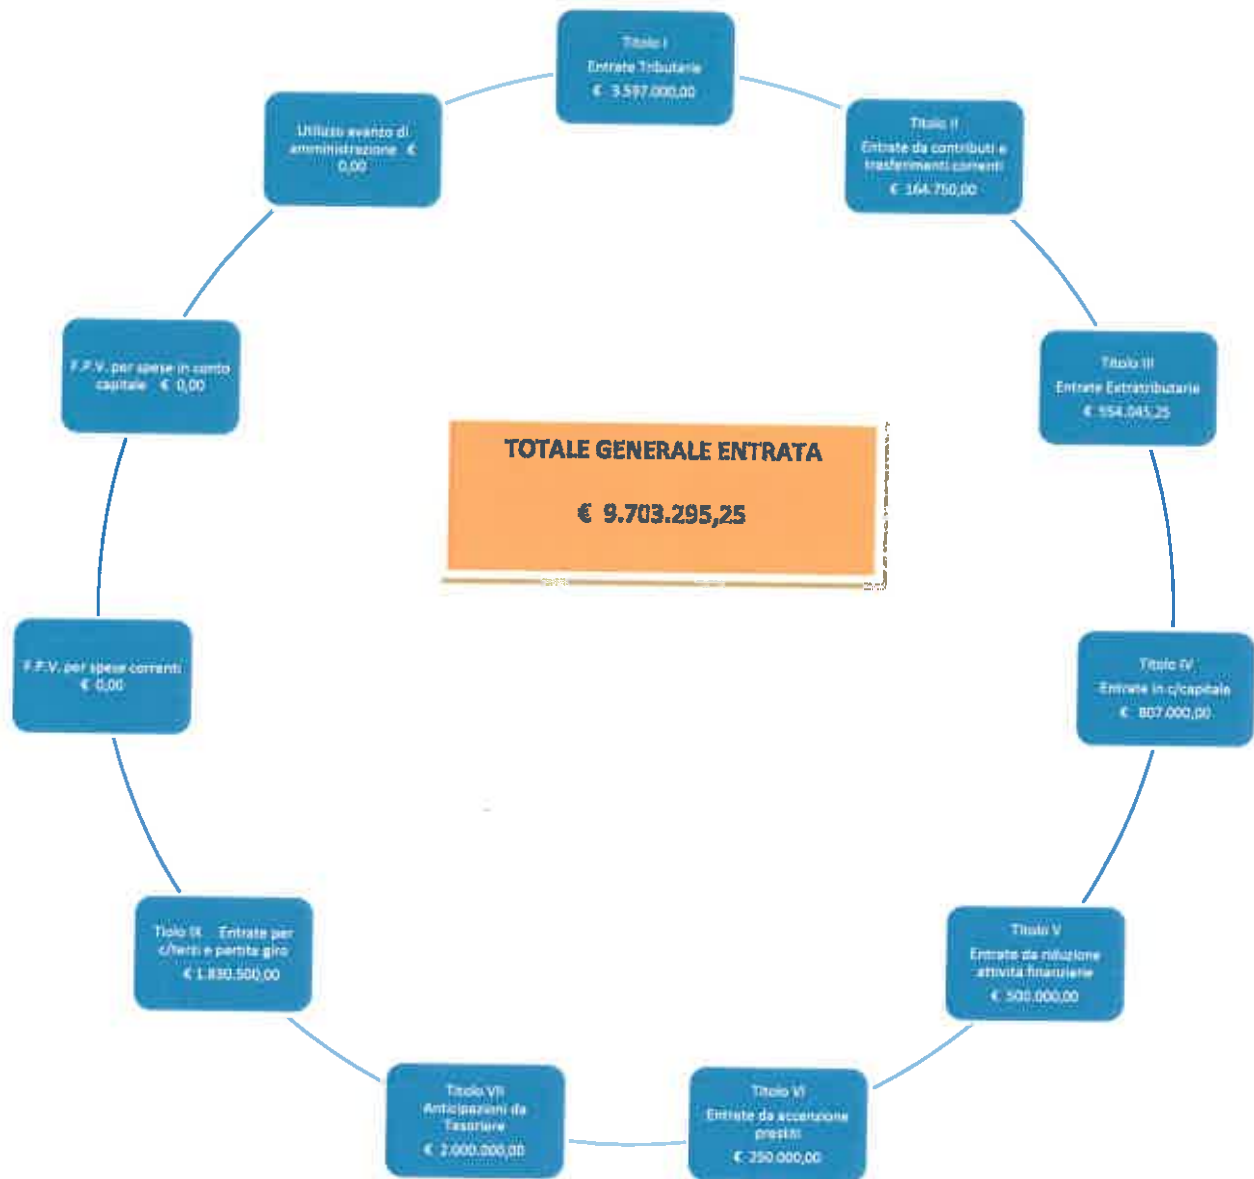 Titolo I
Entrate Tributarie
€ 3.597.000,00
Titolo II
Entrate da contributi e
trasferimenti correnti
€ 164.750,00
Titolo III
Entrate Extratributarie
€ 554.045,25
Titolo IV
Entrate in c/capitale
€ 807.000,00
Titolo V
Entrate da riduzione
attività finanziarie
€ 500.000,00
Titolo VI
Entrate da accenzione
prestiti
€ 250.000,00
Titolo VII
Anticipazioni da
Tesoriere
€ 2.000.000,00
Tiolo IX Entrate per
c/terzi e partite giro
€ 1.830.500,00
F.P.V. per spese correnti
€ 0,00
F.P.V. per spese in conto
capitale € 0,00
Utilizzo avanzo di
amministrazione €
0,00
TOTALE GENERALE ENTRATA
€ 9.703.295,25